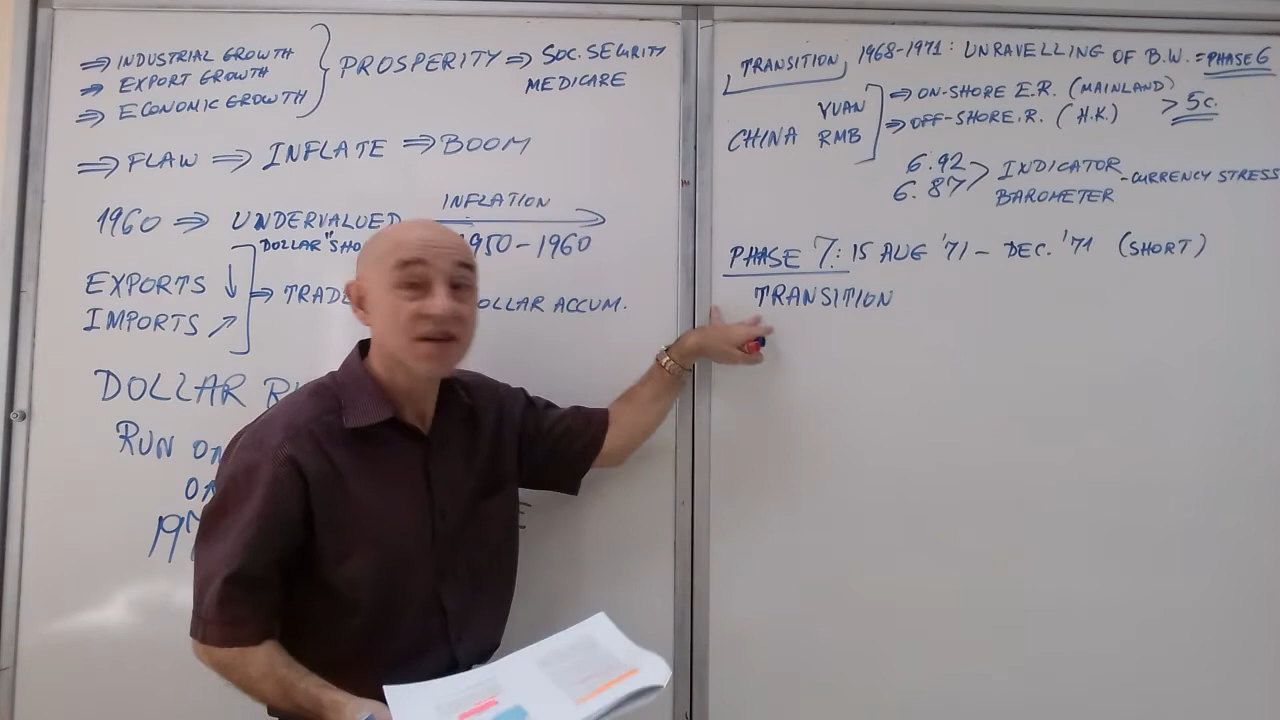 ⇒ INDUSTRIAL GROWTH
⇒ EXPORT GROWTH
⇒ ECONOMIC GROWTH
} PROSPERITY ⇒ SOC. SECURITY
MEDICARE
⇒ FLAW ⇒ INFLATE ⇒ BOOM
1960 ⇒ UNDERVALUED
INFLATION
1950-1960
DOLLAR "SHO
EXPORTS ↓
IMPORTS ↗
⇒ TRADE
OLLAR ACCUM.
DOLLAR R
RUN ON
197
TRANSITION, 1968-1971: UNRAVELLING OF B.W. = PHASE 6
CHINA YUAN RMB
⇒ ON-SHORE E.R. (MAINLAND)
⇒ OFF-SHORE.R. (H.K.)
> 5c.
6.92
6.87
> INDICATOR
BAROMETER
- CURRENCY STRESS
PHASE 7: 15 AUG '71 - DEC. '71 (SHORT)
TRANSITION